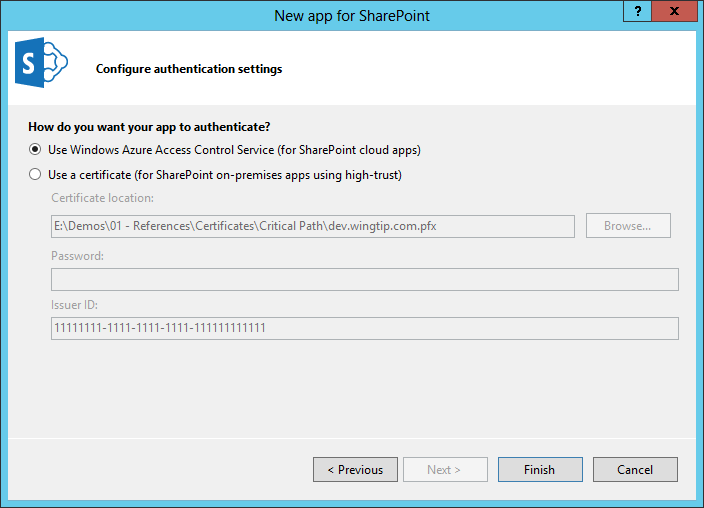 New app for SharePoint
?
x
S
Configure authentication settings
How do you want your app to authenticate?
Use Windows Azure Access Control Service (for SharePoint cloud apps)
Use a certificate (for SharePoint on-premises apps using high-trust)
Certificate location:
E:\Demos\01 - References\Certificates\Critical Path\dev.wingtip.com.pfx
Browse...
Password:
Issuer ID:
11111111-1111-1111-1111-111111111111
< Previous
Next >
Finish
Cancel